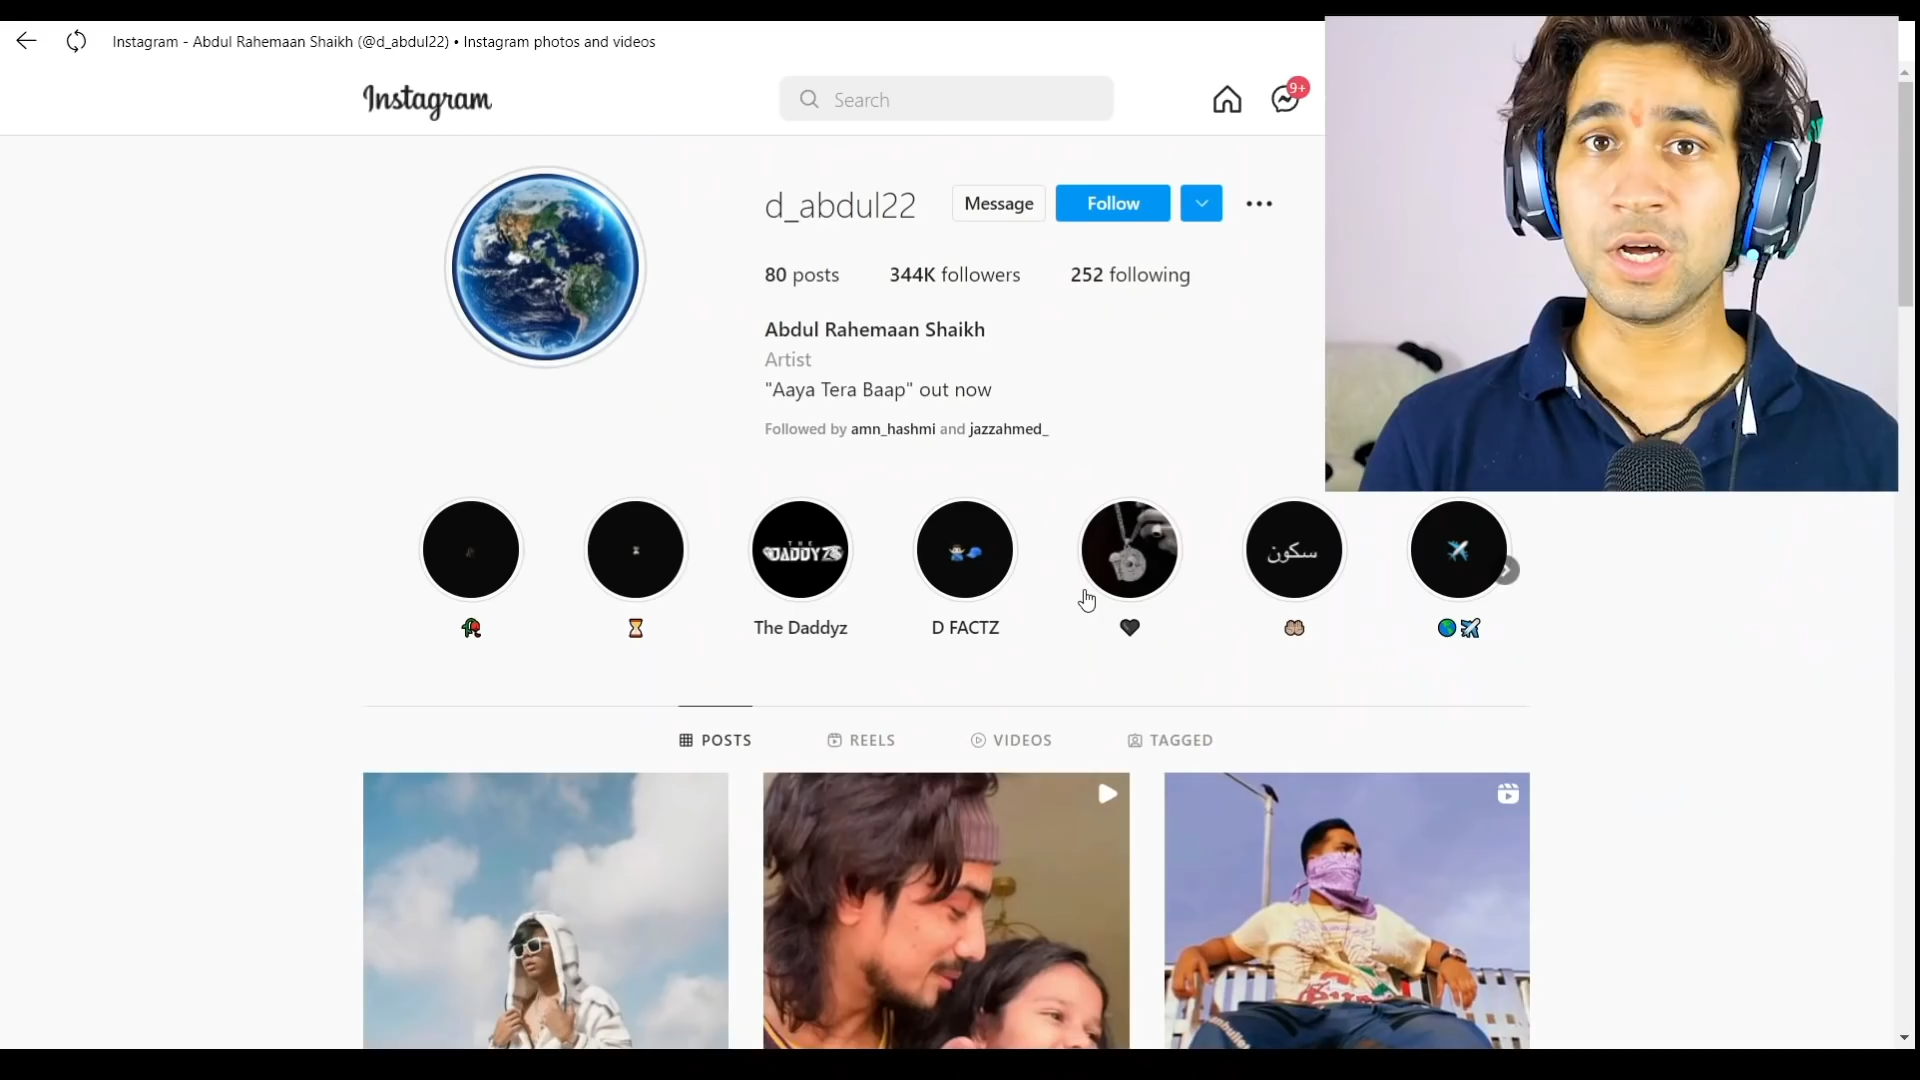 Instagram - Abdul Rahemaan Shaikh (@d_abdul22) • Instagram photos and videos
Instagram
Search
9+
d_abdul22
Message
Follow
80 posts
344K followers
252 following
Abdul Rahemaan Shaikh
Artist
"Aaya Tera Baap" out now
Followed by amn_hashmi and jazzahmed_
THE
DADDYZ
سكون
The Daddyz
D FACTZ
POSTS
REELS
VIDEOS
TAGGED